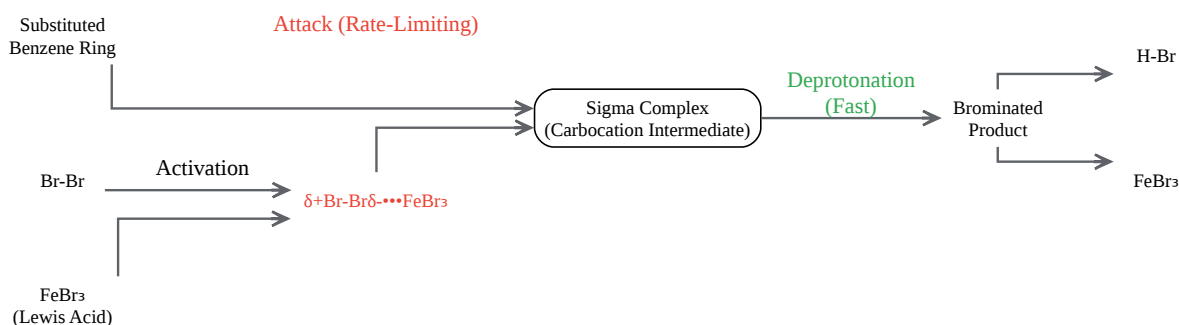 Substituted
Benzene Ring
Attack (Rate-Limiting)
Br-Br
Activation
FeBr₃
(Lewis Acid)
δ+Br-Brδ-•••FeBr₃
Sigma Complex
(Carbocation Intermediate)
Deprotonation
(Fast)
Brominated
Product
H-Br
FeBr₃